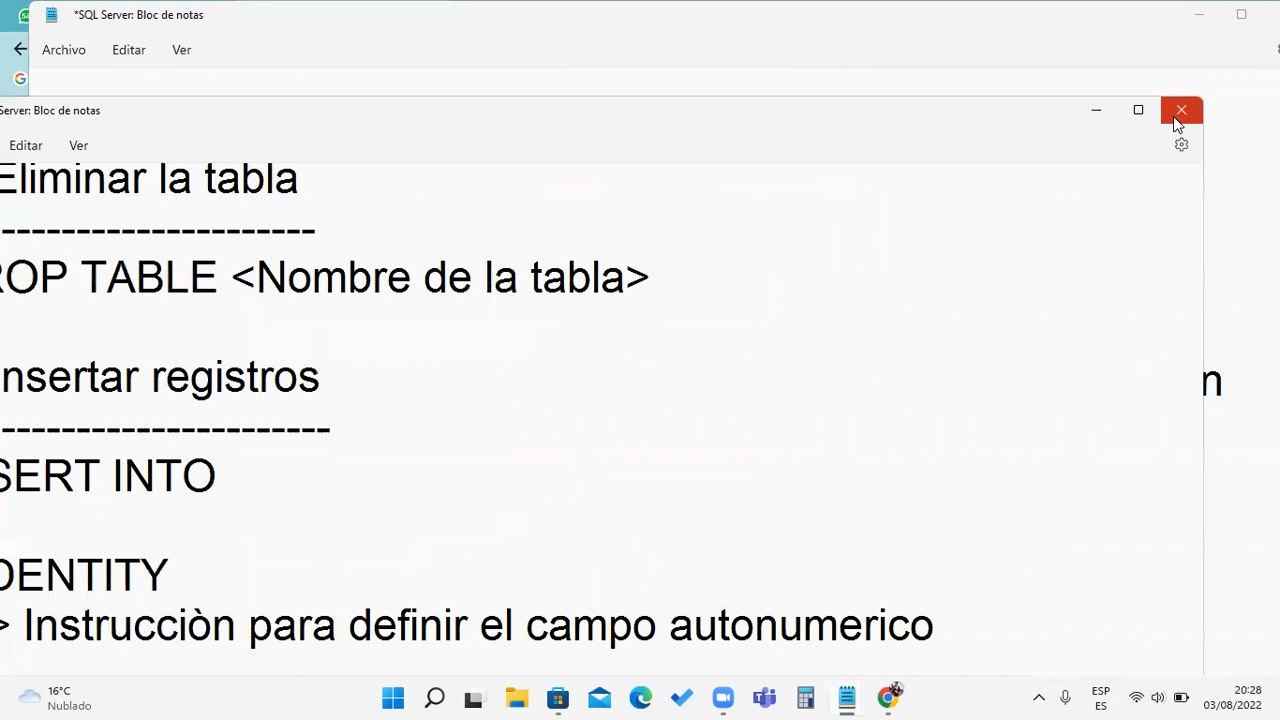 *SQL Server: Bloc de notas
Archivo Editar Ver
Server: Bloc de notas
Editar Ver
Eliminar la tabla
---------------------
ROP TABLE <Nombre de la tabla>
nsertar registros
----------------------
SERT INTO
DENTITY
> Instrucciòn para definir el campo autonumerico
n
16°C
Nublado
ESP
ES
20:28
03/08/2022